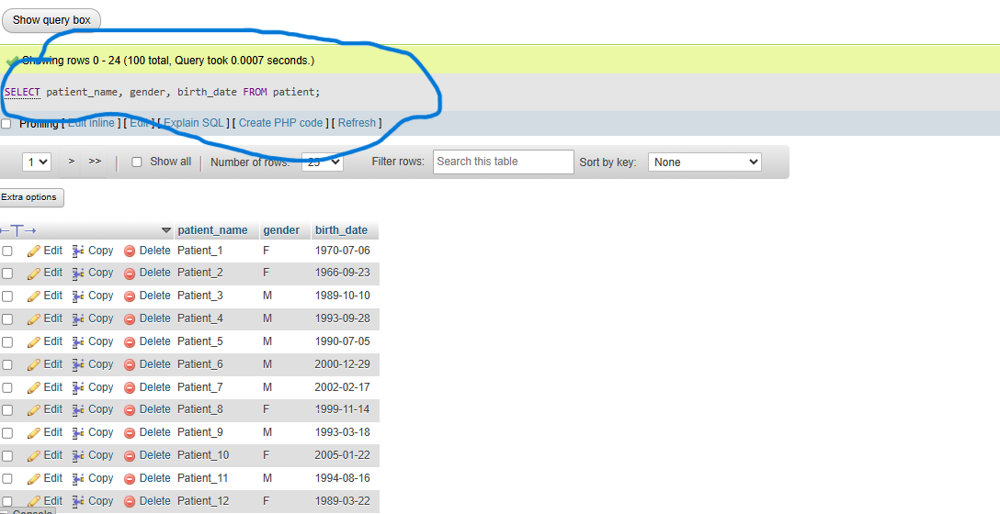 Show query box
Showing rows 0 - 24 (100 total, Query took 0.0007 seconds.)
SELECT patient_name, gender, birth_date FROM patient;
Profiling [ Edit inline ] [ Edit ] [ Explain SQL ] [ Create PHP code ] [ Refresh ]
1 > >> | Show all | Number of rows: 25 Filter rows: Search this table Sort by key: None
Extra options
←T→ patient_name gender birth_date
Edit Copy Delete Patient_1 F 1970-07-06
Edit Copy Delete Patient_2 F 1966-09-23
Edit Copy Delete Patient_3 M 1989-10-10
Edit Copy Delete Patient_4 M 1993-09-28
Edit Copy Delete Patient_5 M 1990-07-05
Edit Copy Delete Patient_6 M 2000-12-29
Edit Copy Delete Patient_7 M 2002-02-17
Edit Copy Delete Patient_8 F 1999-11-14
Edit Copy Delete Patient_9 M 1993-03-18
Edit Copy Delete Patient_10 F 2005-01-22
Edit Copy Delete Patient_11 M 1994-08-16
Edit Copy Delete Patient_12 F 1989-03-22
Console